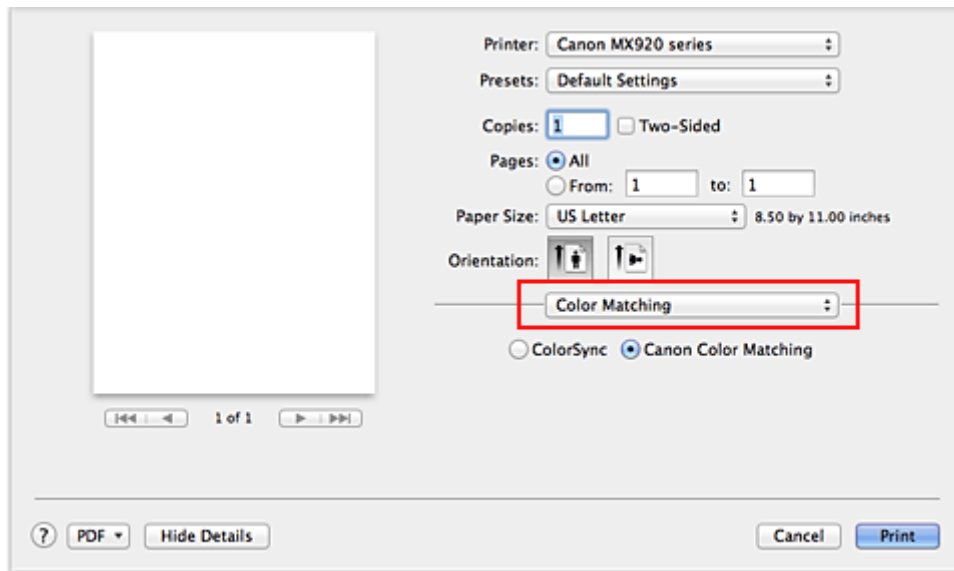 Printer: Canon MX920 series
Presets: Default Settings
Copies: 1 Two-Sided
Pages: All
From: 1 to: 1
Paper Size: US Letter 8.50 by 11.00 inches
Orientation:
Color Matching
ColorSync Canon Color Matching
1 of 1
? PDF Hide Details Cancel Print